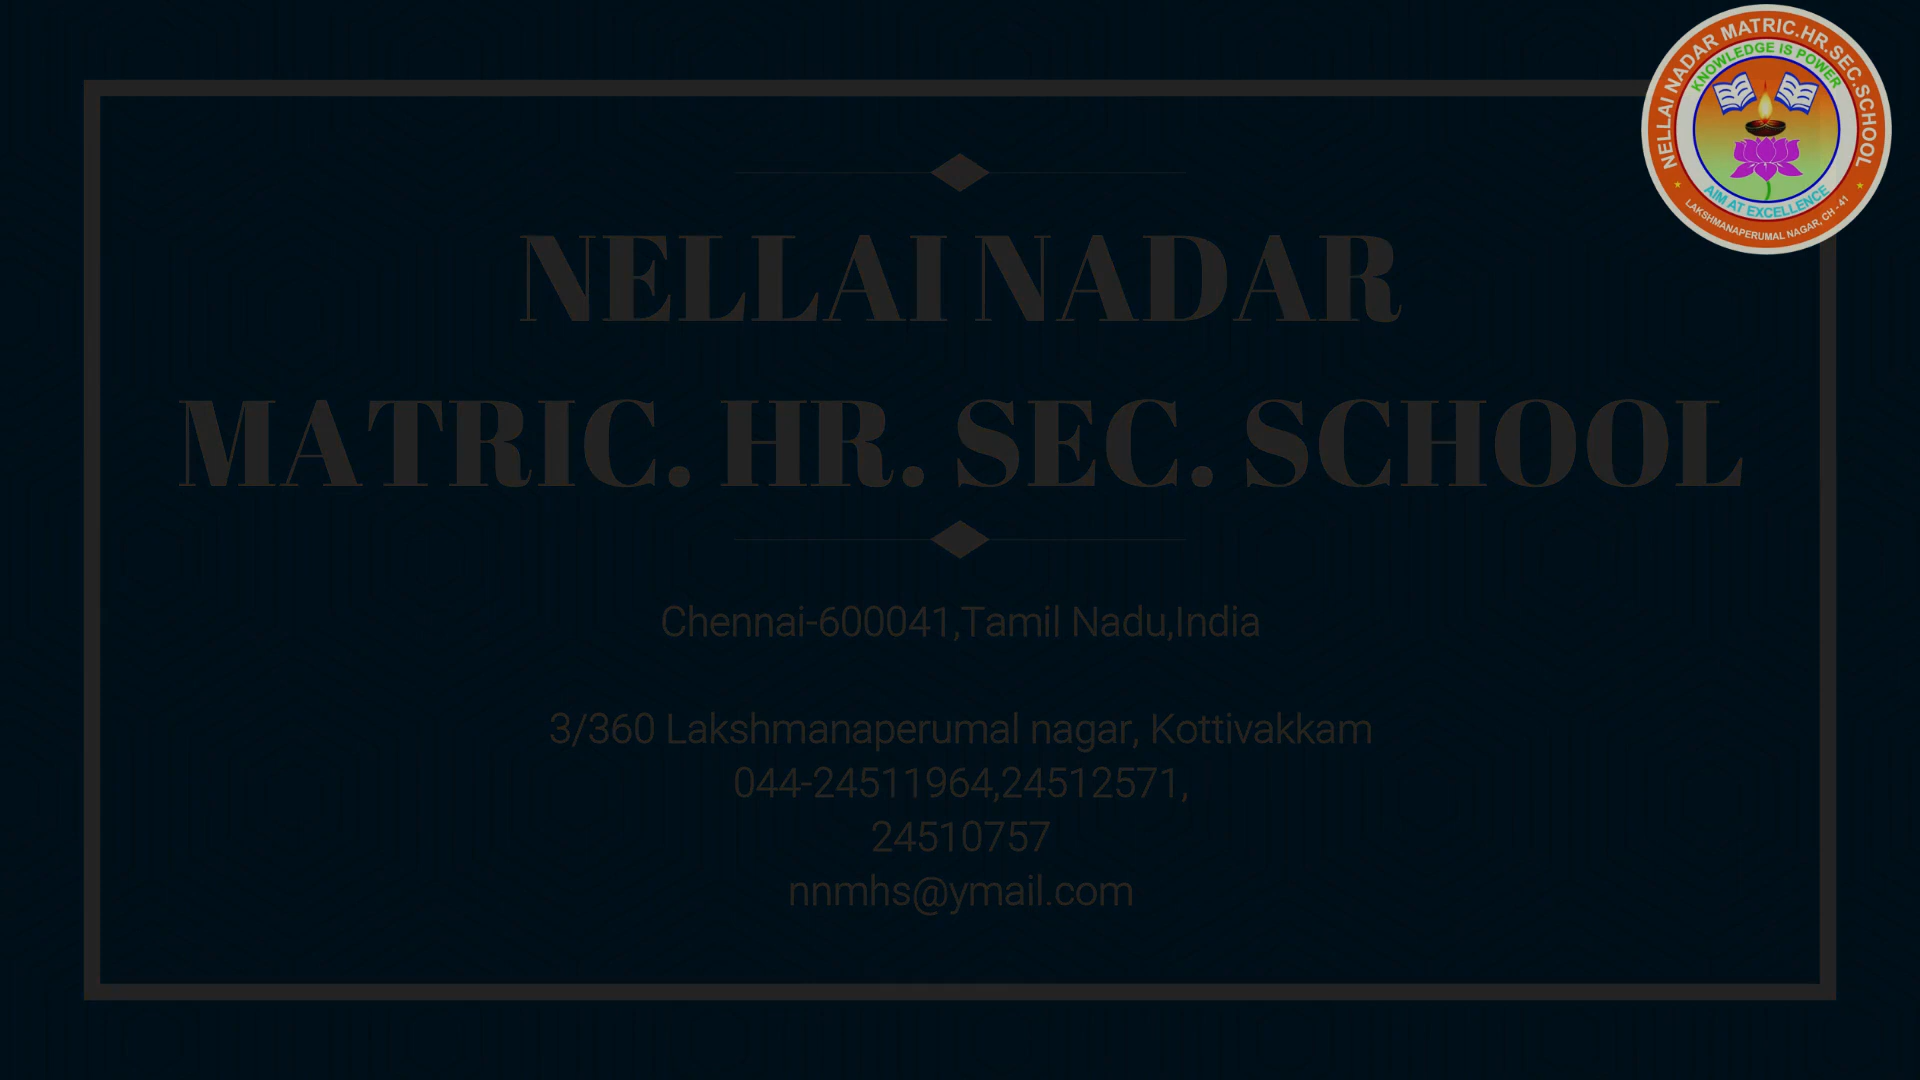 NELLAI NADAR MATRIC.HR.SEC.SCHOOL
KNOWLEDGE IS POWER
AIM AT EXCELLENCE
LAKSHMANAPERUMAL NAGAR, CH - 41
NELLAI NADAR
MATRIC. HR. SEC. SCHOOL
Chennai-600041,Tamil Nadu,India
3/360 Lakshmanaperumal nagar, Kottivakkam
044-24511964,24512571,
24510757
nnmhs@ymail.com